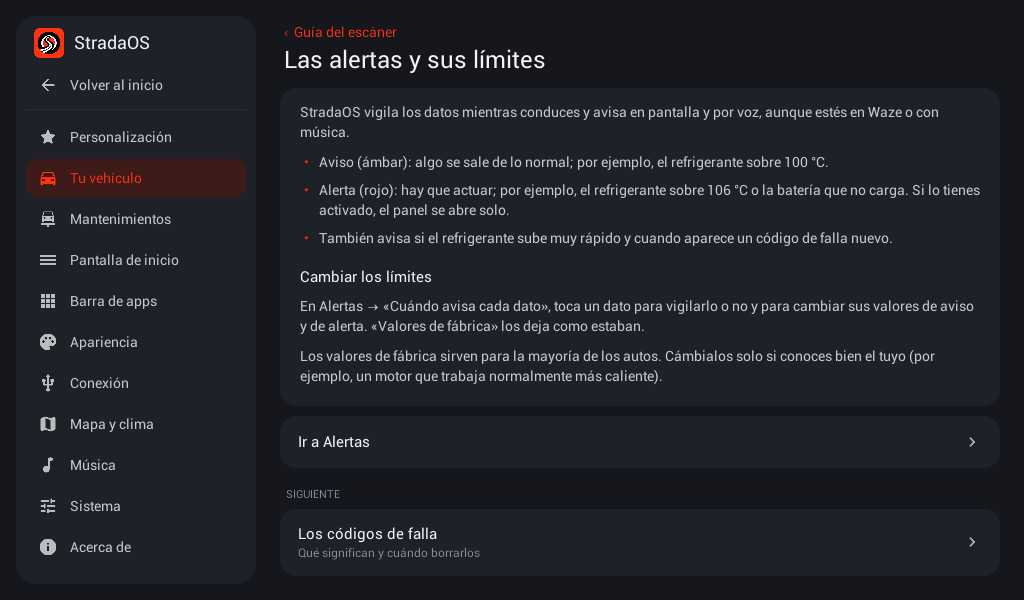 StradaOS
Volver al inicio
Personalización
Tu vehículo
Mantenimientos
Pantalla de inicio
Barra de apps
Apariencia
Conexión
Mapa y clima
Música
Sistema
Acerca de
‹ Guía del escáner
Las alertas y sus límites
StradaOS vigila los datos mientras conduces y avisa en pantalla y por voz, aunque estés en Waze o con
música.
• Aviso (ámbar): algo se sale de lo normal; por ejemplo, el refrigerante sobre 100 °C.
• Alerta (rojo): hay que actuar; por ejemplo, el refrigerante sobre 106 °C o la batería que no carga. Si lo tienes
activado, el panel se abre solo.
• También avisa si el refrigerante sube muy rápido y cuando aparece un código de falla nuevo.
Cambiar los límites
En Alertas → «Cuándo avisa cada dato», toca un dato para vigilarlo o no y para cambiar sus valores de aviso
y de alerta. «Valores de fábrica» los deja como estaban.
Los valores de fábrica sirven para la mayoría de los autos. Cámbialos solo si conoces bien el tuyo (por
ejemplo, un motor que trabaja normalmente más caliente).
Ir a Alertas
SIGUIENTE
Los códigos de falla
Qué significan y cuándo borrarlos